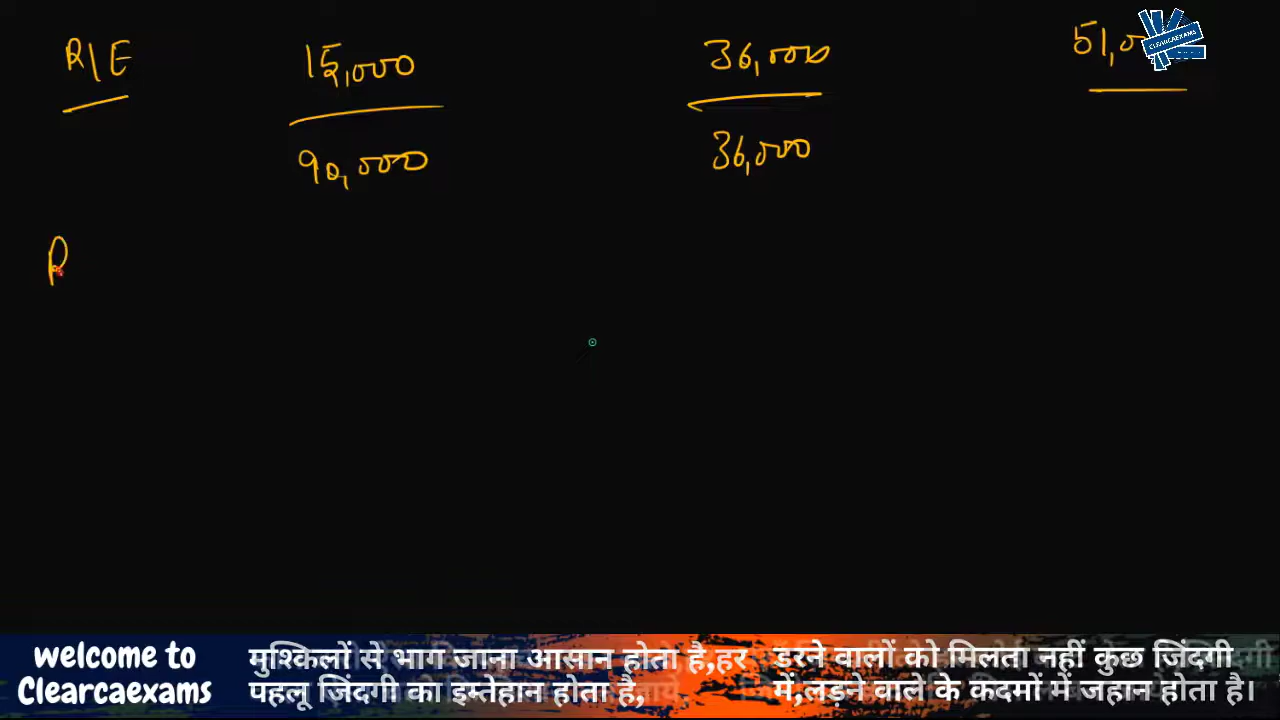 R/E 15,000 36,000 51,0
CLEARCAEXAMS
90,000 36,000
R
welcome to
Clearcaexams
मुश्किलों से भाग जाना आसान होता है,हर
पहलू जिंदगी का इम्तेहान होता है,
डरने वालों को मिलता नहीं कुछ जिंदगी
में,लड़ने वाले के कदमों में जहान होता है।